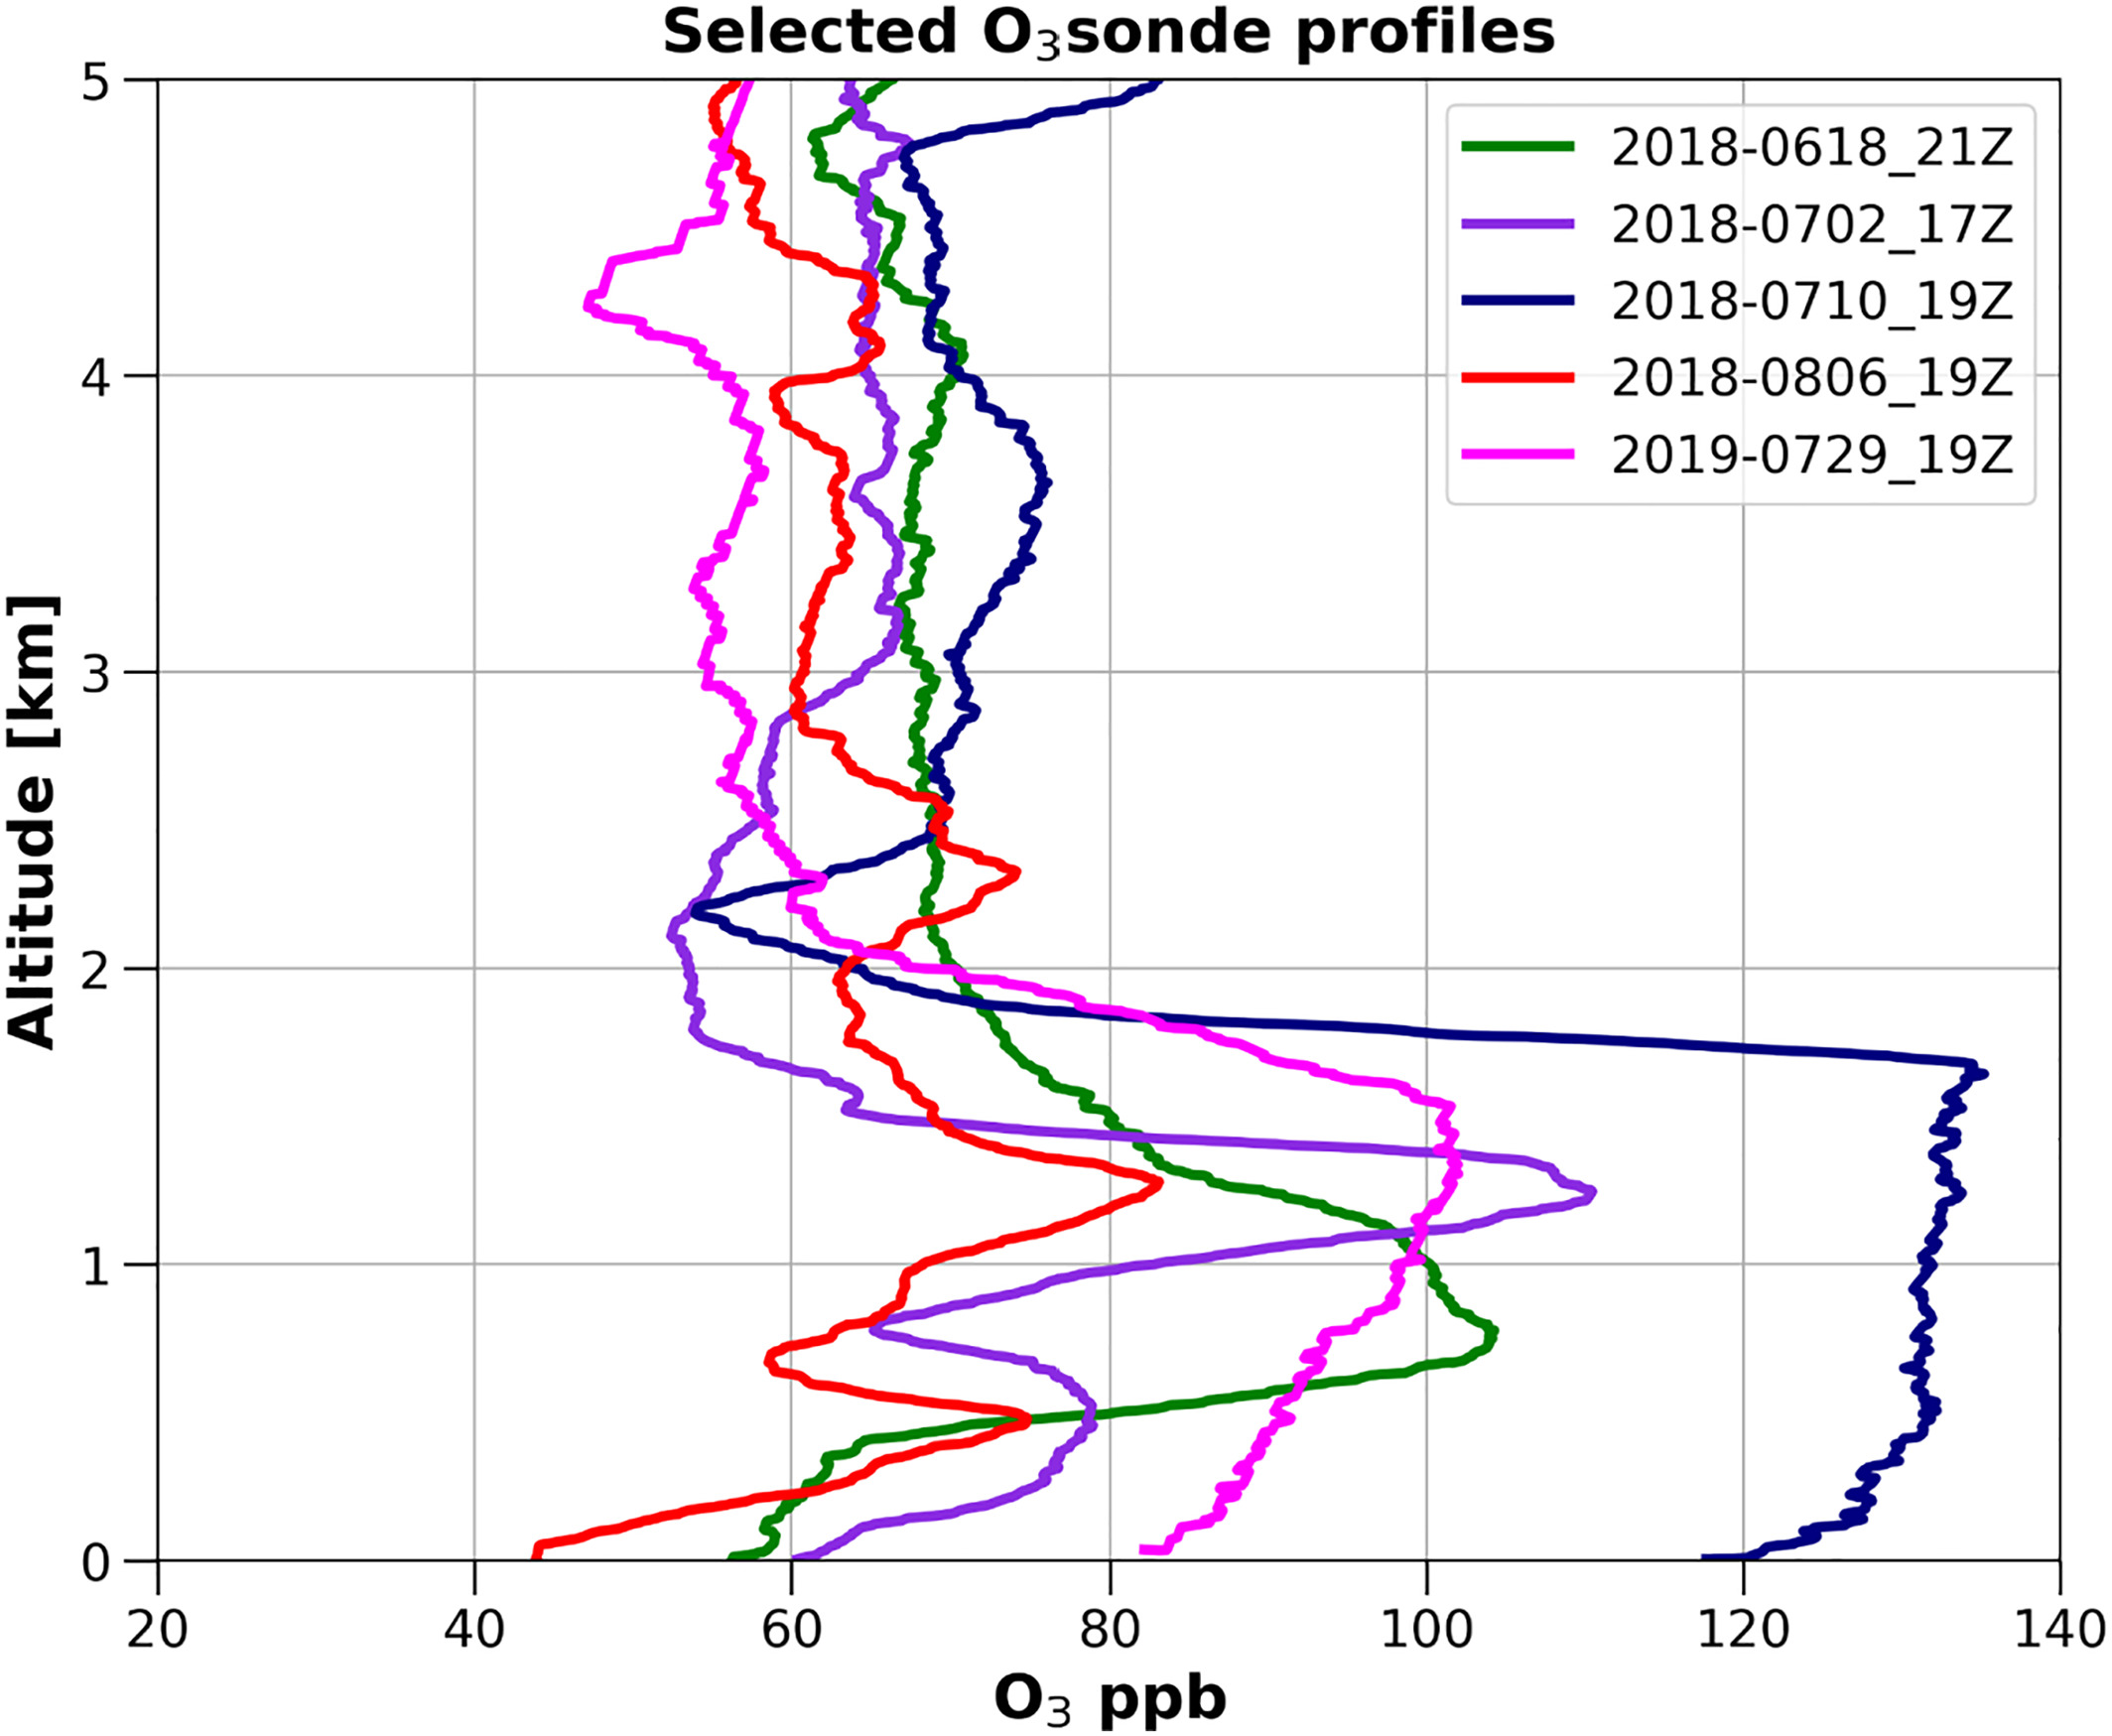 Selected O₃sonde profiles
5
4
3
2
1
0
Altitude [km]
2018-0618_21Z
2018-0702_17Z
2018-0710_19Z
2018-0806_19Z
2019-0729_19Z
20 40 60 80 100 120 140
O₃ ppb